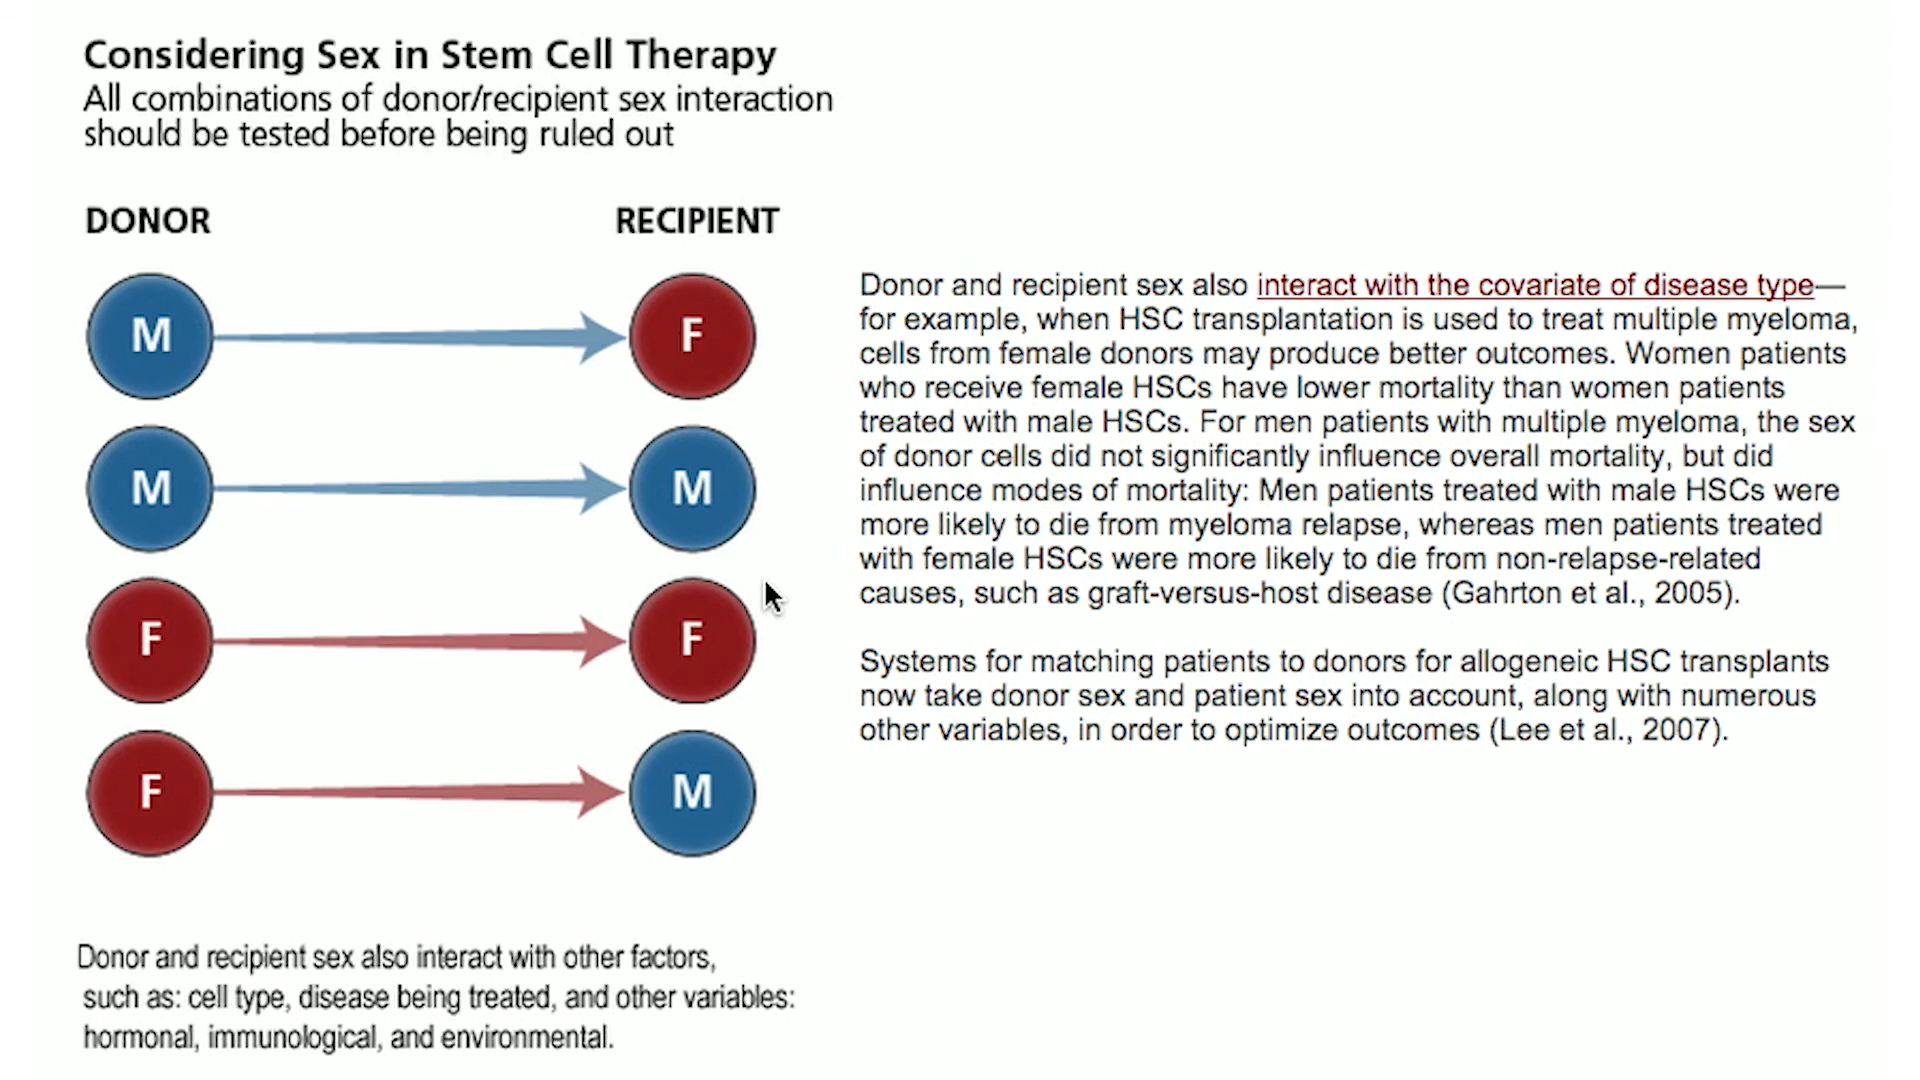 Considering Sex in Stem Cell Therapy
All combinations of donor/recipient sex interaction
should be tested before being ruled out
DONOR RECIPIENT
M F
M M
F F
F M
Donor and recipient sex also interact with other factors,
such as: cell type, disease being treated, and other variables:
hormonal, immunological, and environmental.
Donor and recipient sex also interact with the covariate of disease type—
for example, when HSC transplantation is used to treat multiple myeloma,
cells from female donors may produce better outcomes. Women patients
who receive female HSCs have lower mortality than women patients
treated with male HSCs. For men patients with multiple myeloma, the sex
of donor cells did not significantly influence overall mortality, but did
influence modes of mortality: Men patients treated with male HSCs were
more likely to die from myeloma relapse, whereas men patients treated
with female HSCs were more likely to die from non-relapse-related
causes, such as graft-versus-host disease (Gahrton et al., 2005).
Systems for matching patients to donors for allogeneic HSC transplants
now take donor sex and patient sex into account, along with numerous
other variables, in order to optimize outcomes (Lee et al., 2007).